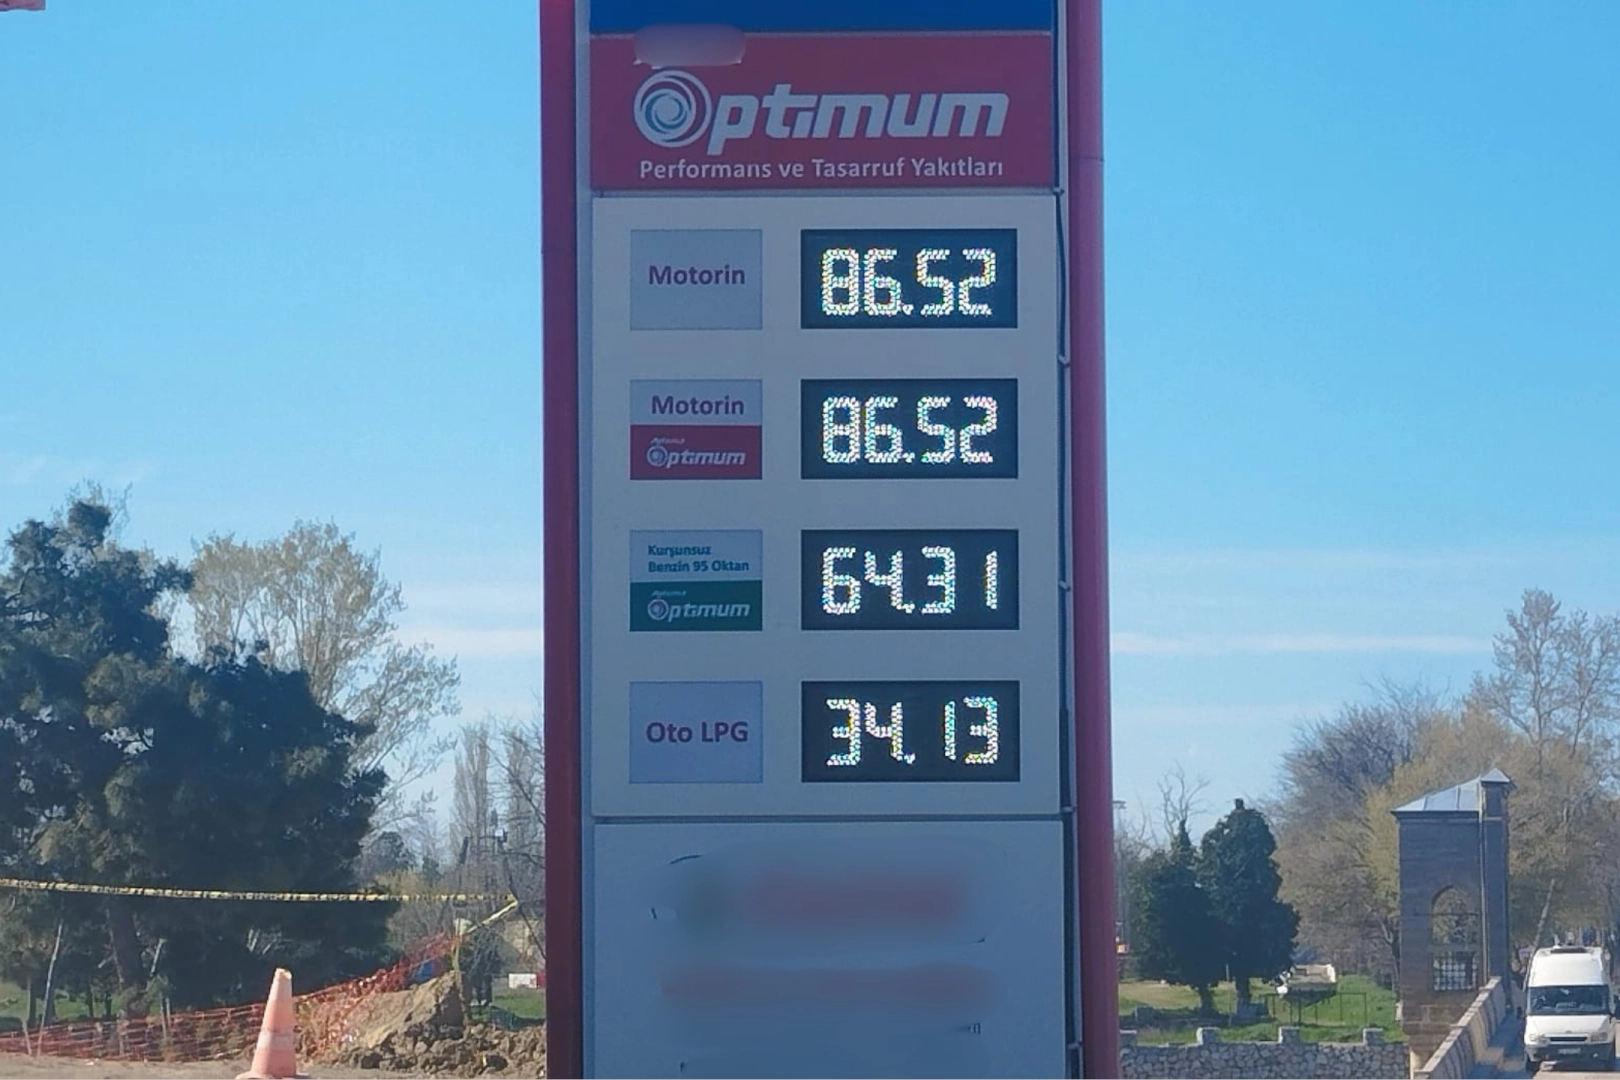 Optimum
Performans ve Tasarruf Yakıtları
Motorin
86.52
Motorin
Optimum
86.52
Kurşunsuz
Benzin 95 Oktan
Optimum
64.31
Oto LPG
34.13